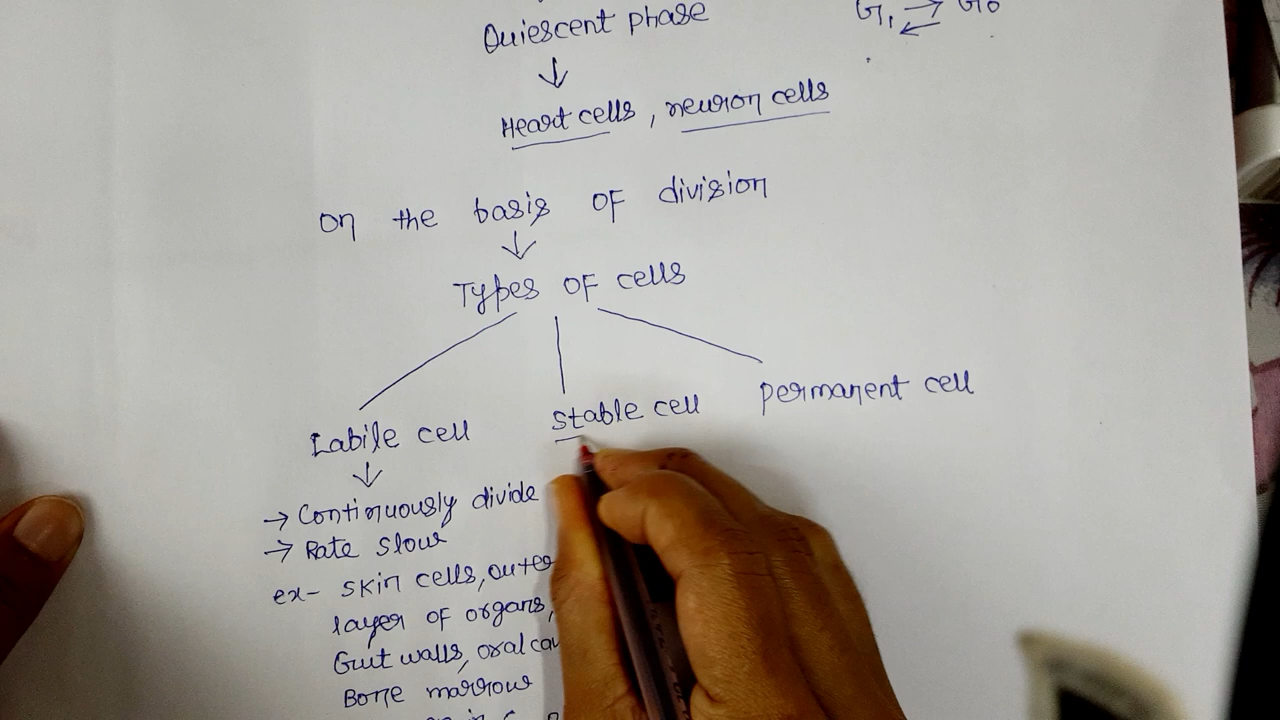 Quiescent phase
G1 ⇄ G0
↓
Heart cells, neuron cells
on the basis of division
↓
Types of cells
Labile cell
stable cell
permanent cell
↓
→ Continuously divide
→ Rate slow
ex- skin cells, outer
layer of organs,
Gut walls, oral cav
Bone marrow